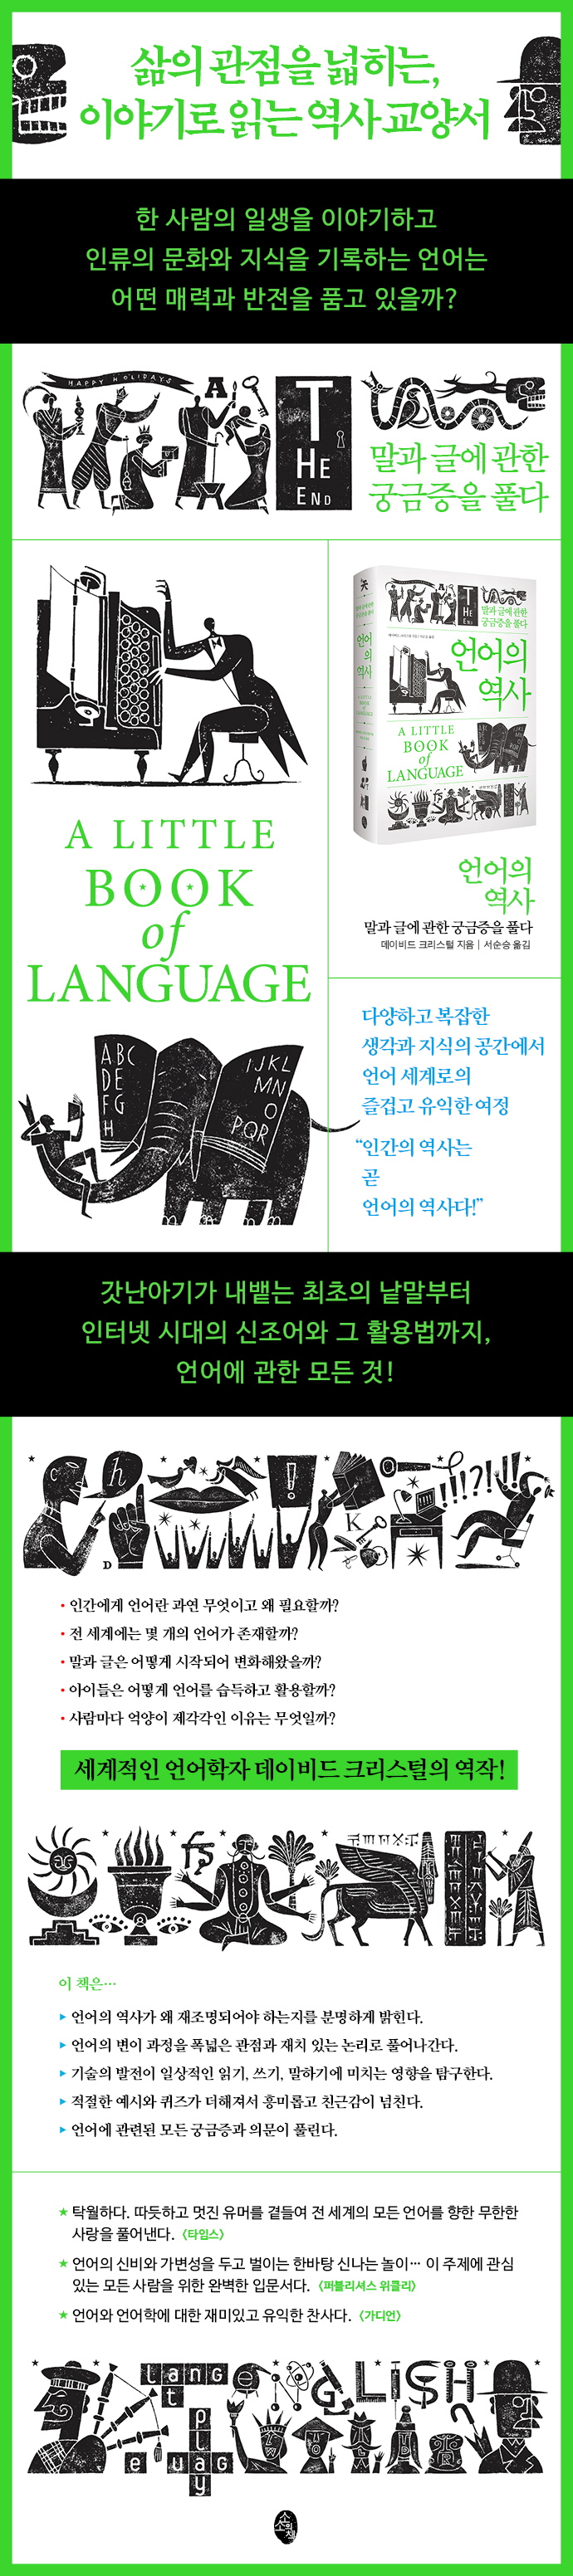 삶의 관점을 넓히는,
이야기로 읽는 역사 교양서
한 사람의 일생을 이야기하고
인류의 문화와 지식을 기록하는 언어는
어떤 매력과 반전을 품고 있을까?
HAPPY HOLIDAYS
A
THE
END
말과 글에 관한
궁금증을 풀다
말과 글에 관한
궁금증을 풀다
언어의
역사
A LITTLE
BOOK
of
LANGUAGE
언어의
역사
말과 글에 관한 궁금증을 풀다
데이비드 크리스털 지음 | 서순승 옮김
A LITTLE
BOOK
of
LANGUAGE
ABC
DE
FG
H
IJKL
MN
O
PQR
다양하고 복잡한
생각과 지식의 공간에서
언어 세계로의
즐겁고 유익한 여정
“인간의 역사는
곧
언어의 역사다!”
갓난아기가 내뱉는 최초의 낱말부터
인터넷 시대의 신조어와 그 활용법까지,
언어에 관한 모든 것!
h
D
!
K
!!!?!!!
• 인간에게 언어란 과연 무엇이고 왜 필요할까?
• 전 세계에는 몇 개의 언어가 존재할까?
• 말과 글은 어떻게 시작되어 변화해왔을까?
• 아이들은 어떻게 언어를 습득하고 활용할까?
• 사람마다 억양이 제각각인 이유는 무엇일까?
세계적인 언어학자 데이비드 크리스털의 역작!
이 책은…
▶ 언어의 역사가 왜 재조명되어야 하는지를 분명하게 밝힌다.
▶ 언어의 변이 과정을 폭넓은 관점과 재치 있는 논리로 풀어나간다.
▶ 기술의 발전이 일상적인 읽기, 쓰기, 말하기에 미치는 영향을 탐구한다.
▶ 적절한 예시와 퀴즈가 더해져서 흥미롭고 친근감이 넘친다.
▶ 언어에 관련된 모든 궁금증과 의문이 풀린다.
★ 탁월하다. 따듯하고 멋진 유머를 곁들여 전 세계의 모든 언어를 향한 무한한
사랑을 풀어낸다. 〈타임스〉
★ 언어의 신비와 가변성을 두고 벌이는 한바탕 신나는 놀이… 이 주제에 관심
있는 모든 사람을 위한 완벽한 입문서다. 〈퍼블리셔스 위클리〉
★ 언어와 언어학에 대한 재미있고 유익한 찬사다. 〈가디언〉
lang
eNGLISH
t
play
e uag
소소의책